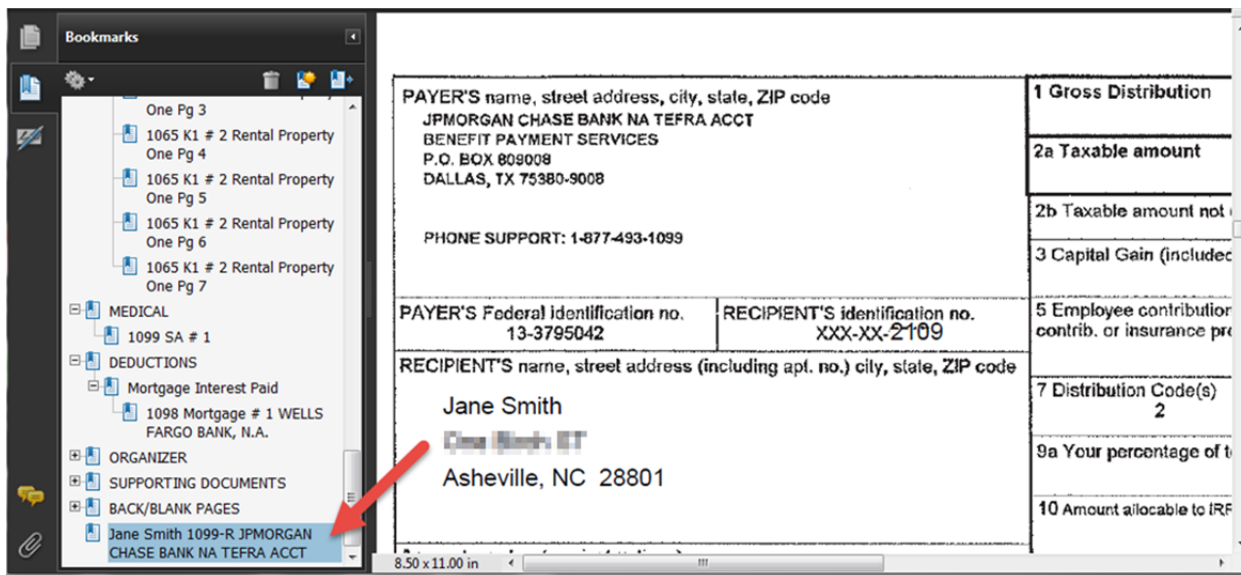 Bookmarks
One Pg 3
1065 K1 # 2 Rental Property
One Pg 4
1065 K1 # 2 Rental Property
One Pg 5
1065 K1 # 2 Rental Property
One Pg 6
1065 K1 # 2 Rental Property
One Pg 7
MEDICAL
1099 SA # 1
DEDUCTIONS
Mortgage Interest Paid
1098 Mortgage # 1 WELLS
FARGO BANK, N.A.
ORGANIZER
SUPPORTING DOCUMENTS
BACK/BLANK PAGES
Jane Smith 1099-R JPMORGAN
CHASE BANK NA TEFRA ACCT
PAYER'S name, street address, city, state, ZIP code
JPMORGAN CHASE BANK NA TEFRA ACCT
BENEFIT PAYMENT SERVICES
P.O. BOX 809008
DALLAS, TX 75380-9008
PHONE SUPPORT: 1-877-493-1099
PAYER'S Federal identification no.
13-3795042
RECIPIENT'S identification no.
XXX-XX-2109
RECIPIENT'S name, street address (including apt. no.) city, state, ZIP code
Jane Smith
Asheville, NC 28801
1 Gross Distribution
2a Taxable amount
2b Taxable amount not
3 Capital Gain (included
5 Employee contribution
contrib. or insurance pre
7 Distribution Code(s)
2
9a Your percentage of t
10 Amount allocable to IRR
8.50 x 11.00 in